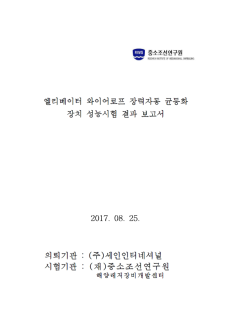 중소조선연구원
엘리베이터 와이어로프 장력자동 균등화
장치 성능시험 결과 보고서
2017. 08. 25.
의뢰기관 : (주)세인인터네셔널
시험기관 : (재)중소조선연구원
해양레저장비개발센터